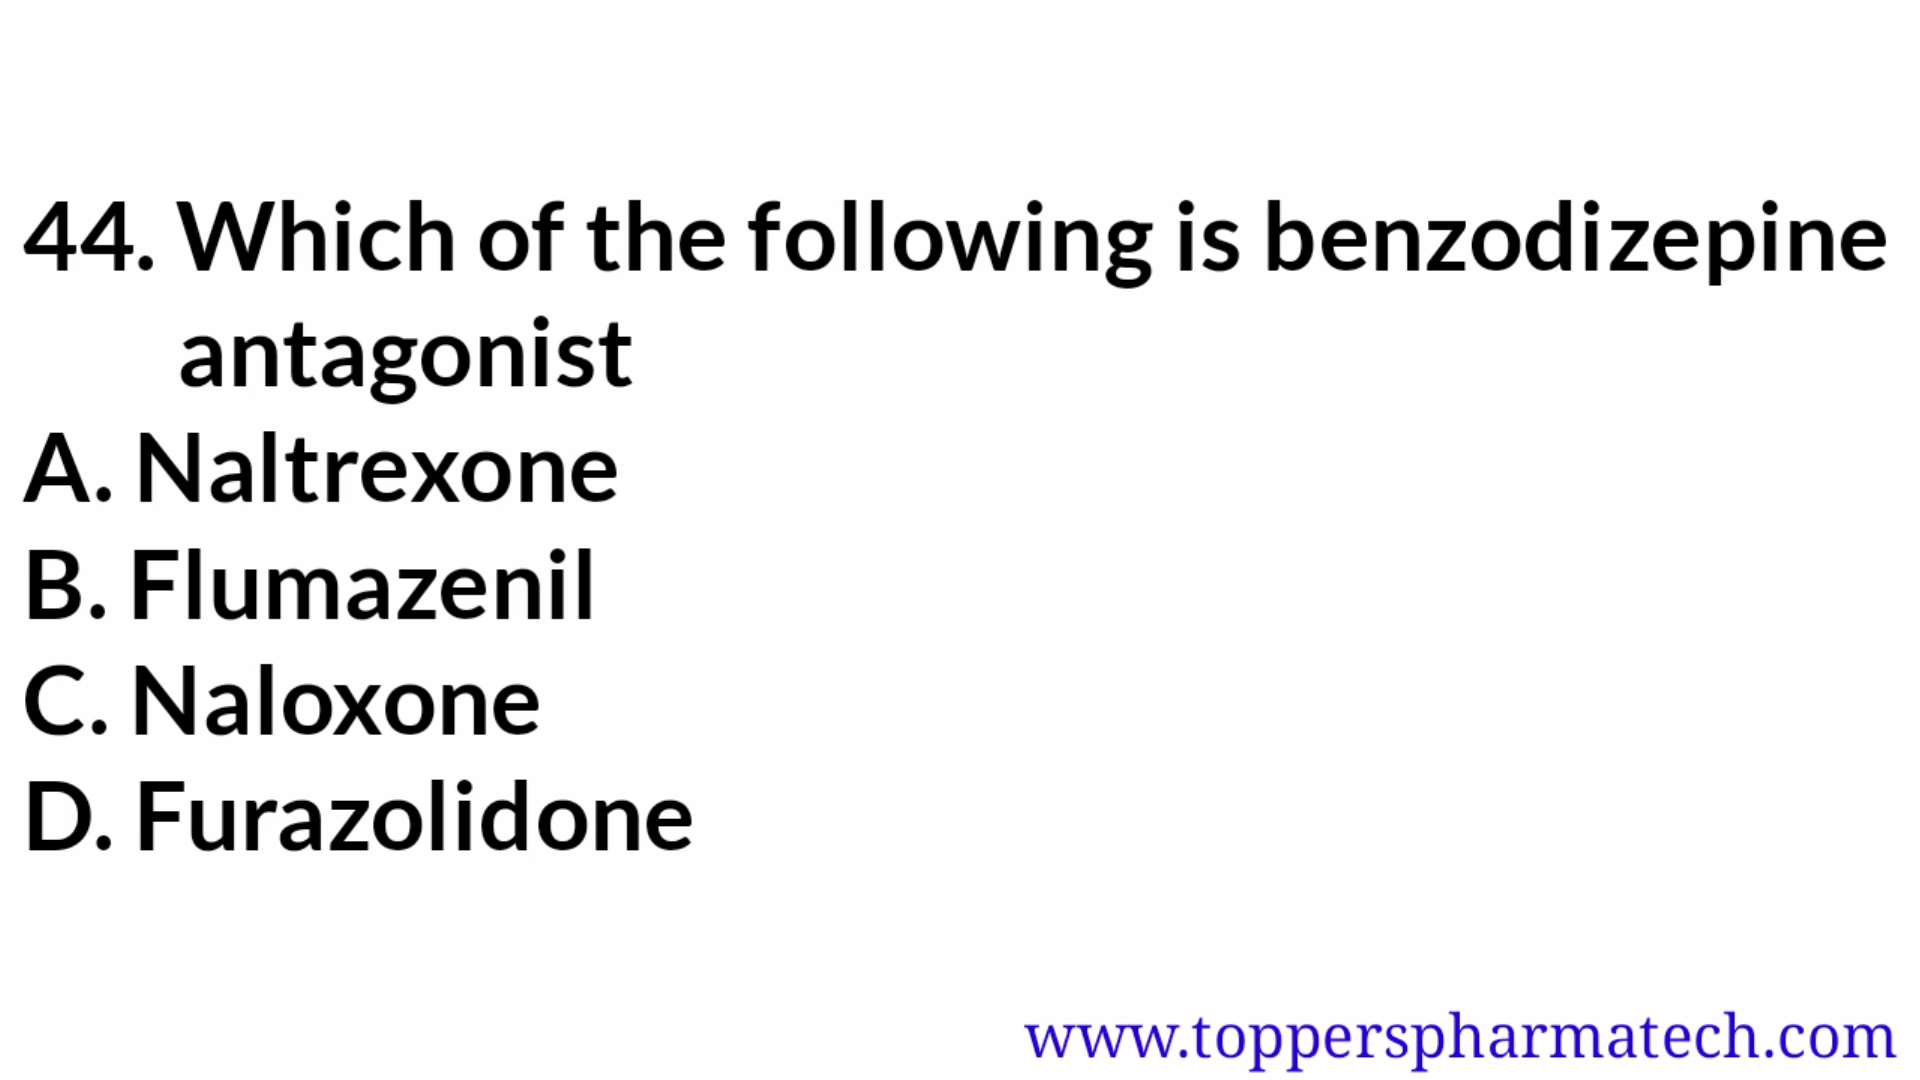 44. Which of the following is benzodizepine
antagonist
A. Naltrexone
B. Flumazenil
C. Naloxone
D. Furazolidone
www.topperspharmatech.com